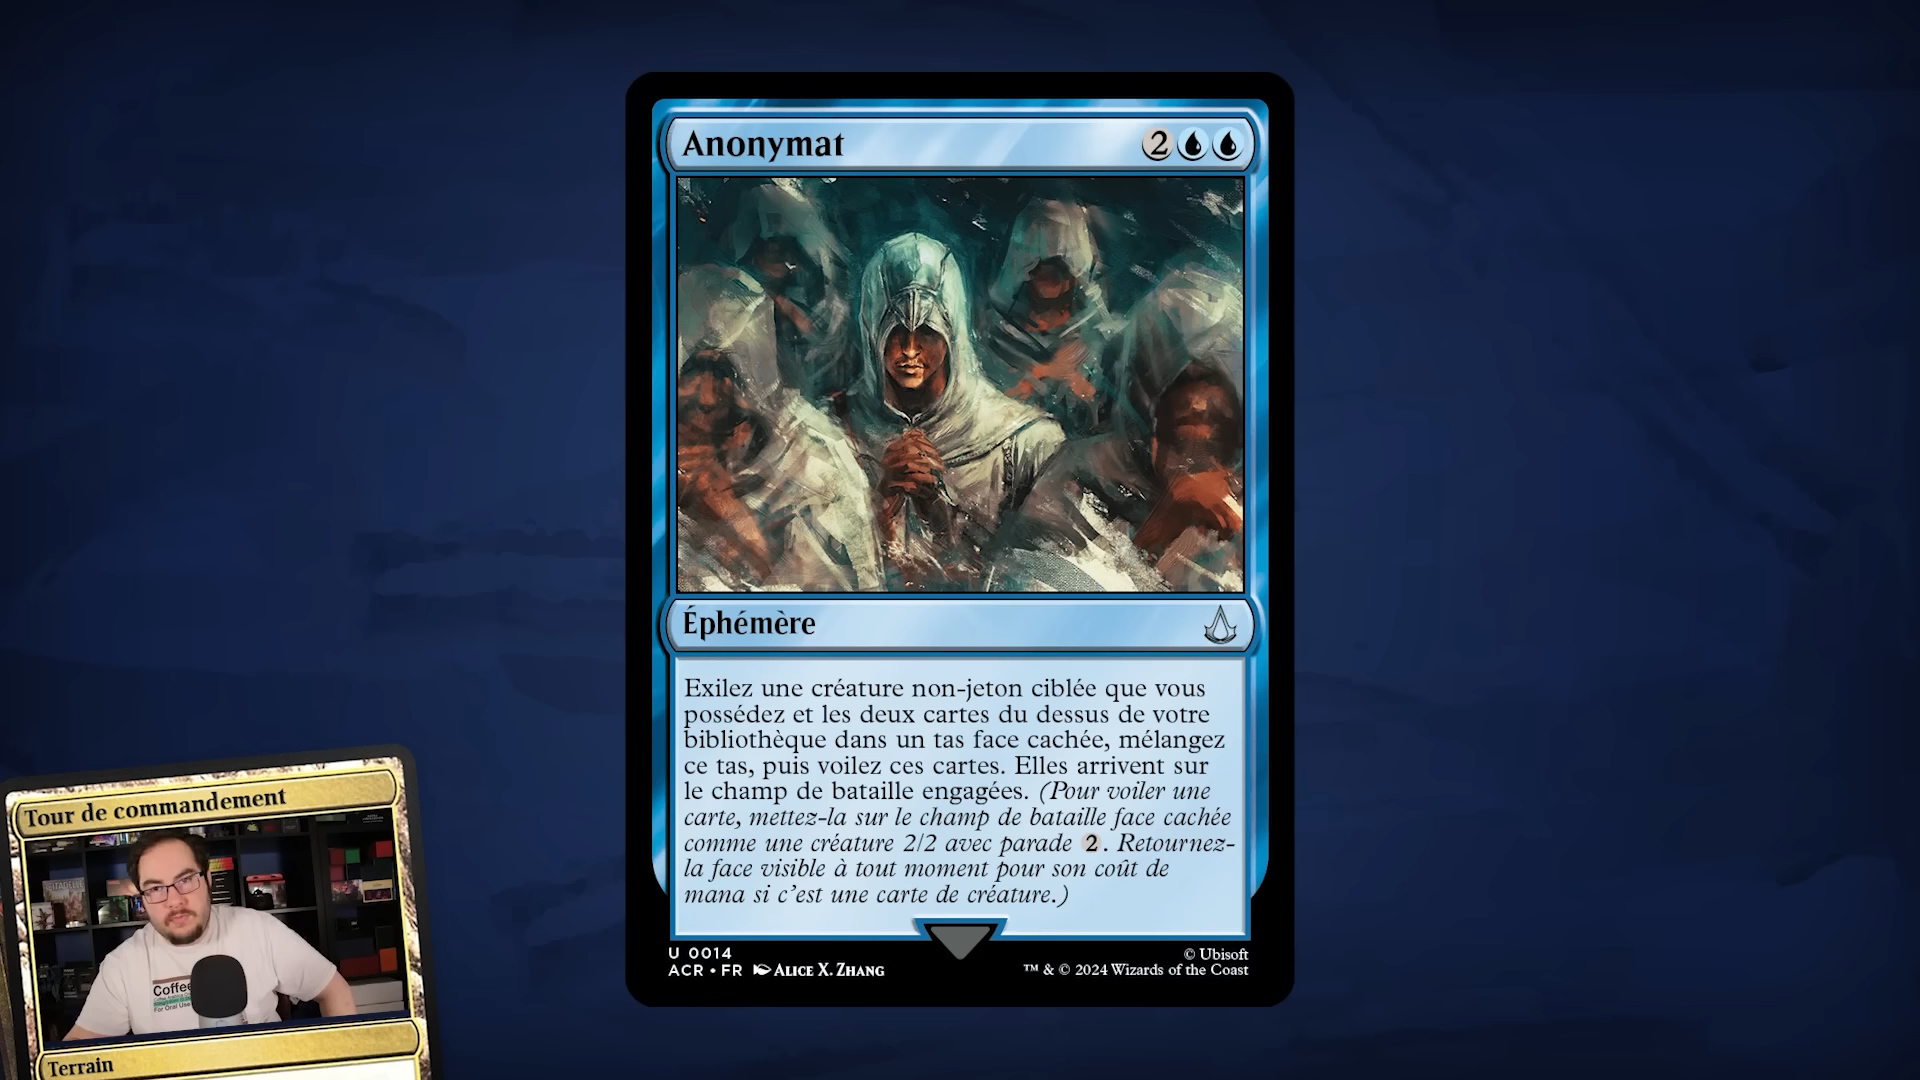 Anonymat
2
Éphémère
Exilez une créature non-jeton ciblée que vous
possédez et les deux cartes du dessus de votre
bibliothèque dans un tas face cachée, mélangez
ce tas, puis voilez ces cartes. Elles arrivent sur
le champ de bataille engagées. (Pour voiler une
carte, mettez-la sur le champ de bataille face cachée
comme une créature 2/2 avec parade 2. Retournez-
la face visible à tout moment pour son coût de
mana si c’est une carte de créature.)
U 0014
ACR • FR Alice X. Zhang
© Ubisoft
™ & © 2024 Wizards of the Coast
Tour de commandement
Coffee
For Oral Use
Terrain